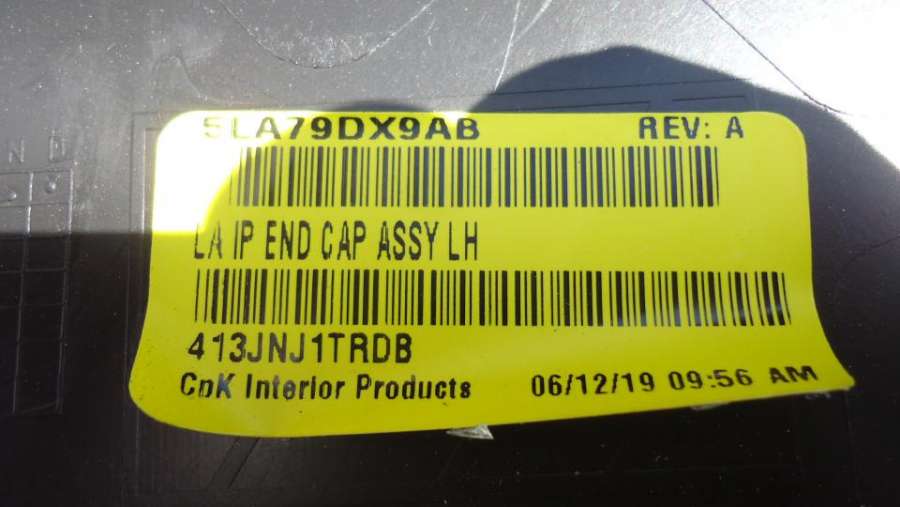 5LA79DX9AB REV: A
LA IP END CAP ASSY LH
413JNJ1TRDB
CnK Interior Products 06/12/19 09:56 AM